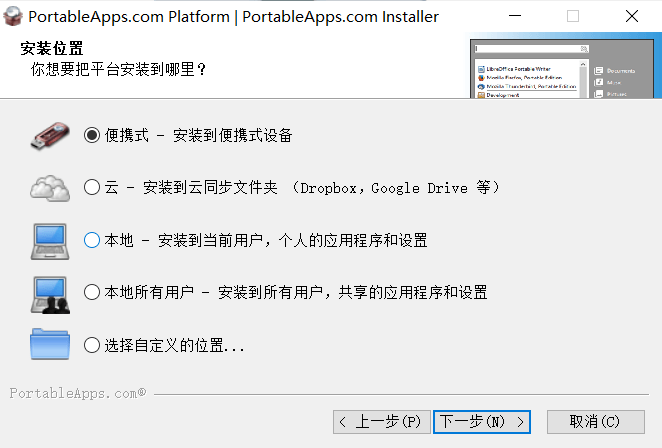 PortableApps.com Platform | PortableApps.com Installer
安装位置
你想要把平台安装到哪里？
LibreOffice Portable Writer
Mozilla Firefox, Portable Edition
Mozilla Thunderbird, Portable Edition
Development
Documents
Music
Pictures
便携式 - 安装到便携式设备
云 - 安装到云同步文件夹 （Dropbox，Google Drive 等）
本地 - 安装到当前用户，个人的应用程序和设置
本地所有用户 - 安装到所有用户，共享的应用程序和设置
选择自定义的位置...
PortableApps.com®
< 上一步(P)
下一步(N) >
取消(C)